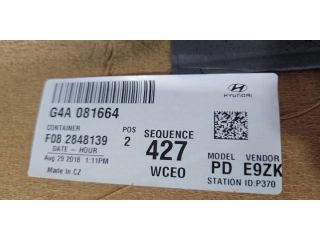 HYUNDAI
G4A 081664
CONTAINER
F08 2848139
DATE - HOUR
Aug 29 2018 1:11PM
Made in CZ
POS
2
SEQUENCE
427
WCEO
MODEL VENDOR
PD E9ZK
STATION ID:P370